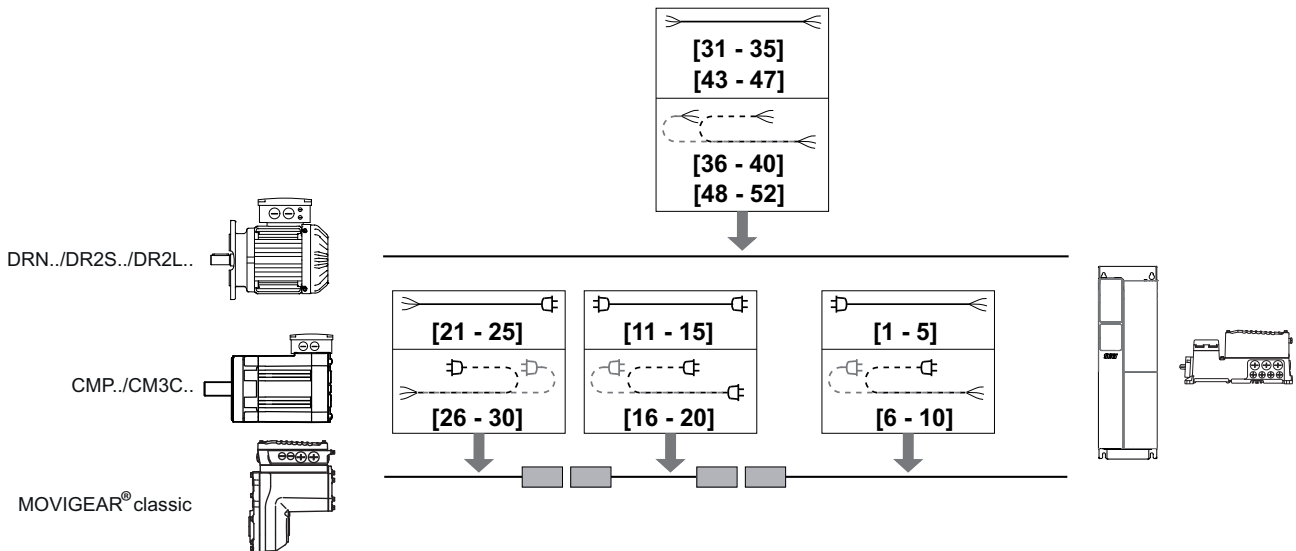 [31 - 35]
[43 - 47]
[36 - 40]
[48 - 52]
DRN../DR2S../DR2L..
[21 - 25]
[11 - 15]
[1 - 5]
CMP../CM3C..
[26 - 30]
[16 - 20]
[6 - 10]
MOVIGEAR® classic